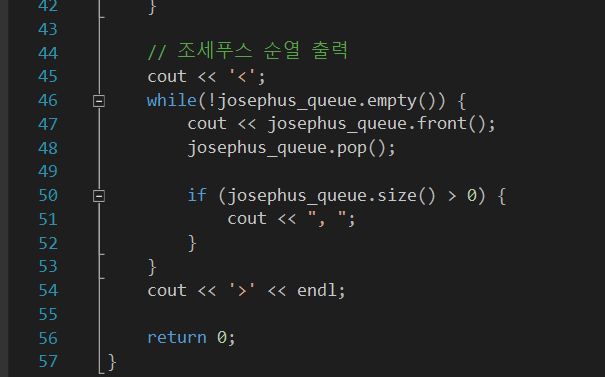 42 }
43
44 // 조세푸스 순열 출력
45 cout << '<';
46 while(!josephus_queue.empty()) {
47 cout << josephus_queue.front();
48 josephus_queue.pop();
49
50 if (josephus_queue.size() > 0) {
51 cout << ", ";
52 }
53 }
54 cout << '>' << endl;
55
56 return 0;
57 }